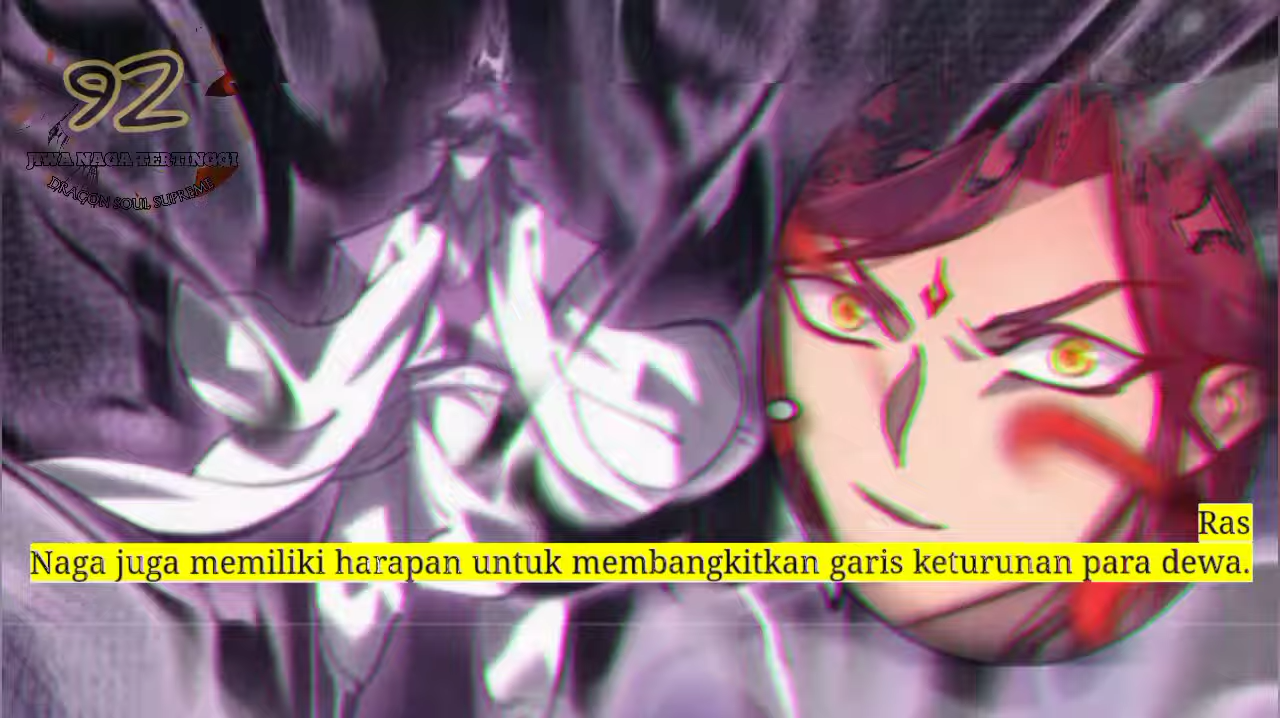 92
JIWA NAGA TERTINGGI
DRAGON SOUL SUPREME
Ras
Naga juga memiliki harapan untuk membangkitkan garis keturunan para dewa.